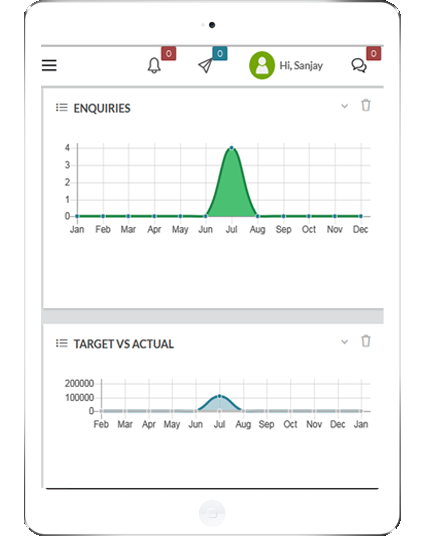 0 0 Hi, Sanjay 0
ENQUIRIES
4
3
2
1
0
Jan Feb Mar Apr May Jun Jul Aug Sep Oct Nov Dec
TARGET VS ACTUAL
200000
100000
0
Feb Mar Apr May Jun Jul Aug Sep Oct Nov Dec Jan